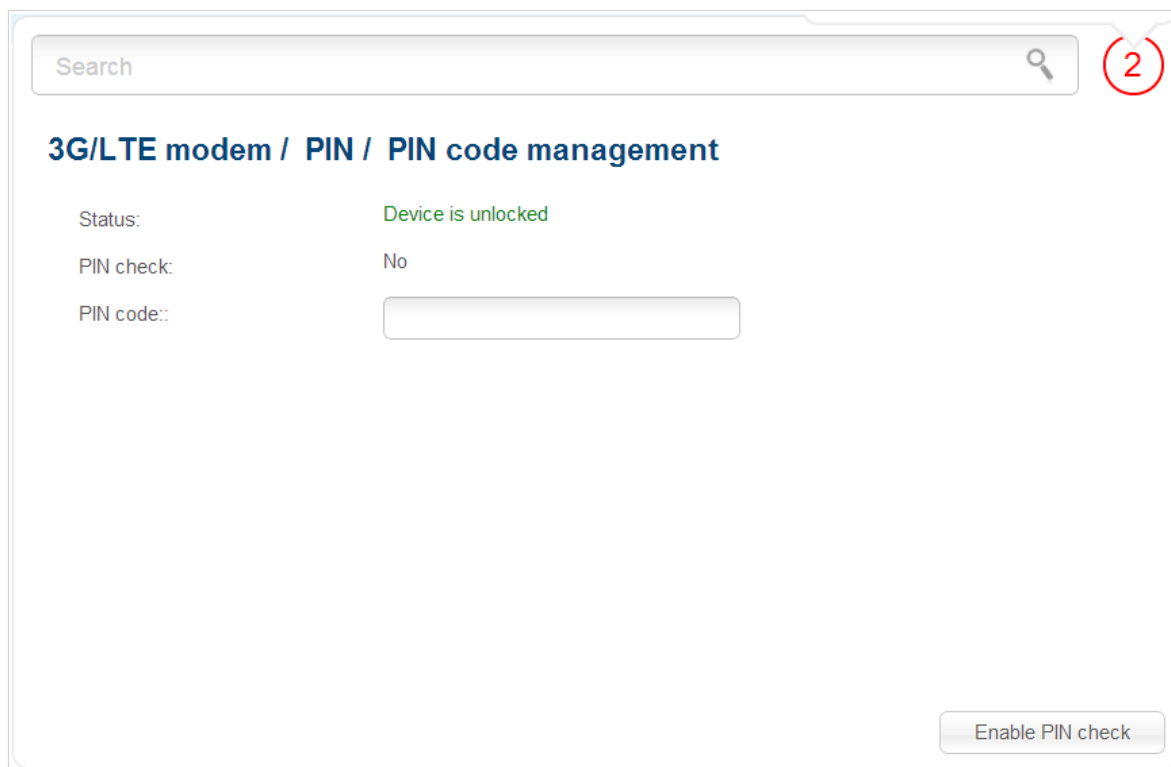 Search
2
3G/LTE modem / PIN / PIN code management
Status: Device is unlocked
PIN check: No
PIN code::
Enable PIN check